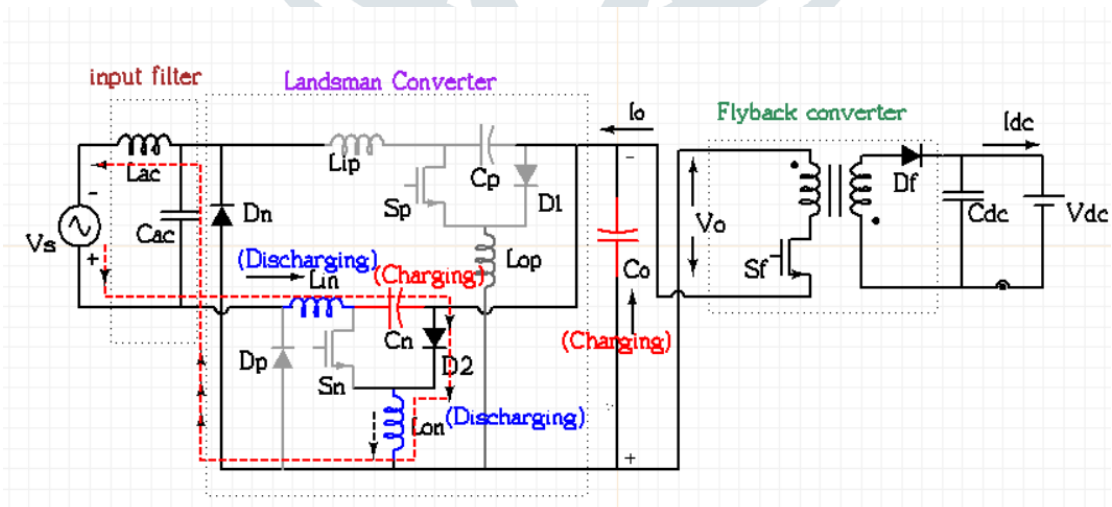 input filter
Landsman Converter
Flyback converter
Io
Idc
Lac
Lip
Cp
D1
Sp
Df
Cdc
Vdc
-
-
Vs
+
Cac
Dn
Vo
Sf
Co
(Discharging)
(Charging)
Lin
Lop
Cn
(Charging)
Dp
Sn
D2
Lon
(Discharging)
+